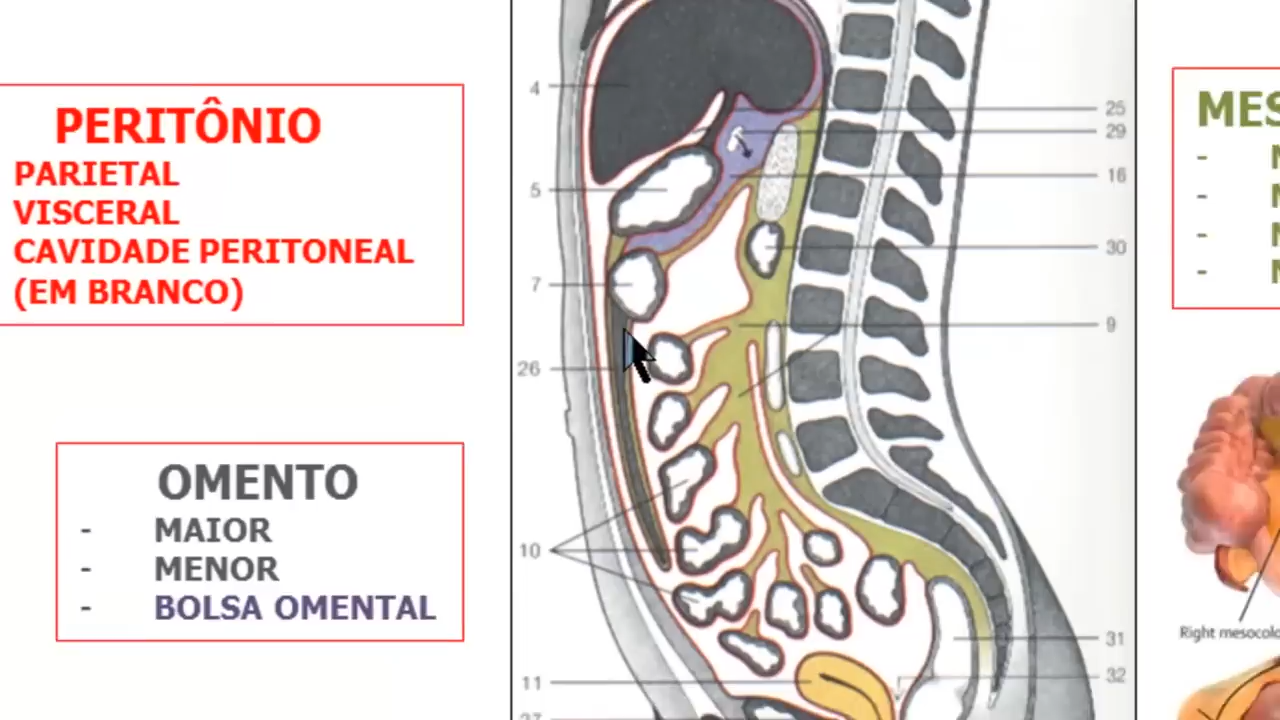 PERITÔNIO
PARIETAL
VISCERAL
CAVIDADE PERITONEAL
(EM BRANCO)
OMENTO
- MAIOR
- MENOR
- BOLSA OMENTAL
4
5
7
26
10
11
25
29
16
30
9
31
32
MES
-
-
-
-
Right mesocolo